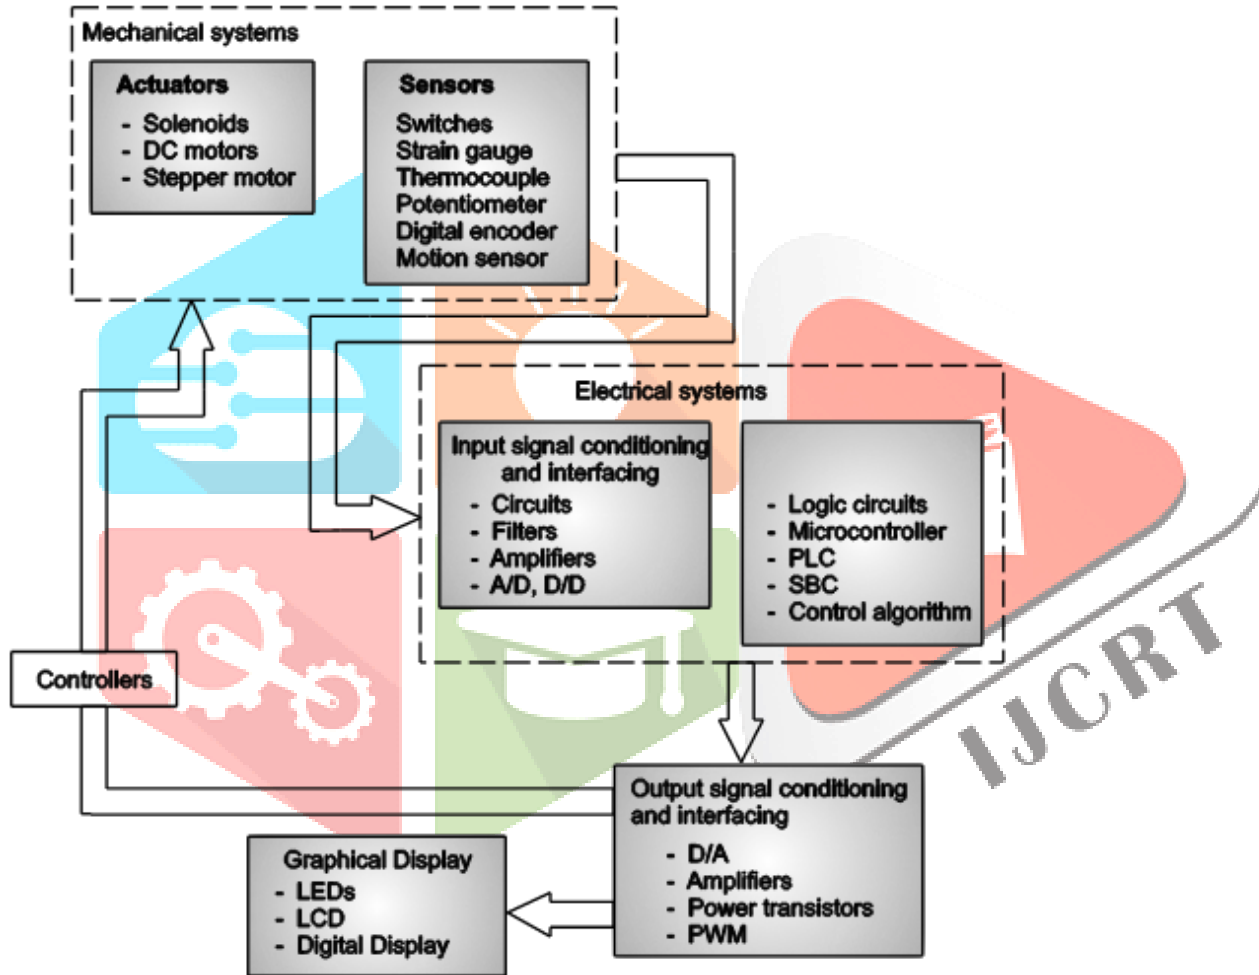 Mechanical systems
Actuators
- Solenoids
- DC motors
- Stepper motor
Sensors
Switches
Strain gauge
Thermocouple
Potentiometer
Digital encoder
Motion sensor
Electrical systems
Input signal conditioning
and interfacing
- Circuits
- Filters
- Amplifiers
- A/D, D/D
- Logic circuits
- Microcontroller
- PLC
- SBC
- Control algorithm
Controllers
Output signal conditioning
and interfacing
- D/A
- Amplifiers
- Power transistors
- PWM
Graphical Display
- LEDs
- LCD
- Digital Display
IJCRT